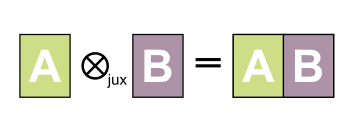 A ⊗jux B = A B